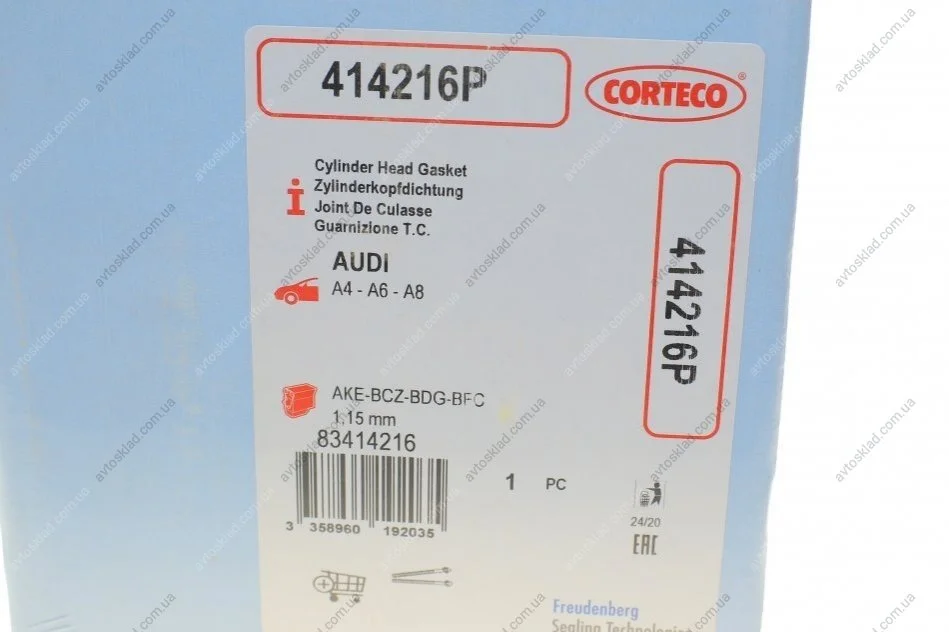 414216P
CORTECO®
Cylinder Head Gasket
Zylinderkopfdichtung
Joint De Culasse
Guarnizione T.C.
AUDI
A4 - A6 - A8
414216P
AKE-BCZ-BDG-BFC
1,15 mm
83414216
1 PC
3 358960 192035
24/20
EAC
Freudenberg
Sealing Technologies
avtosklad.com.ua